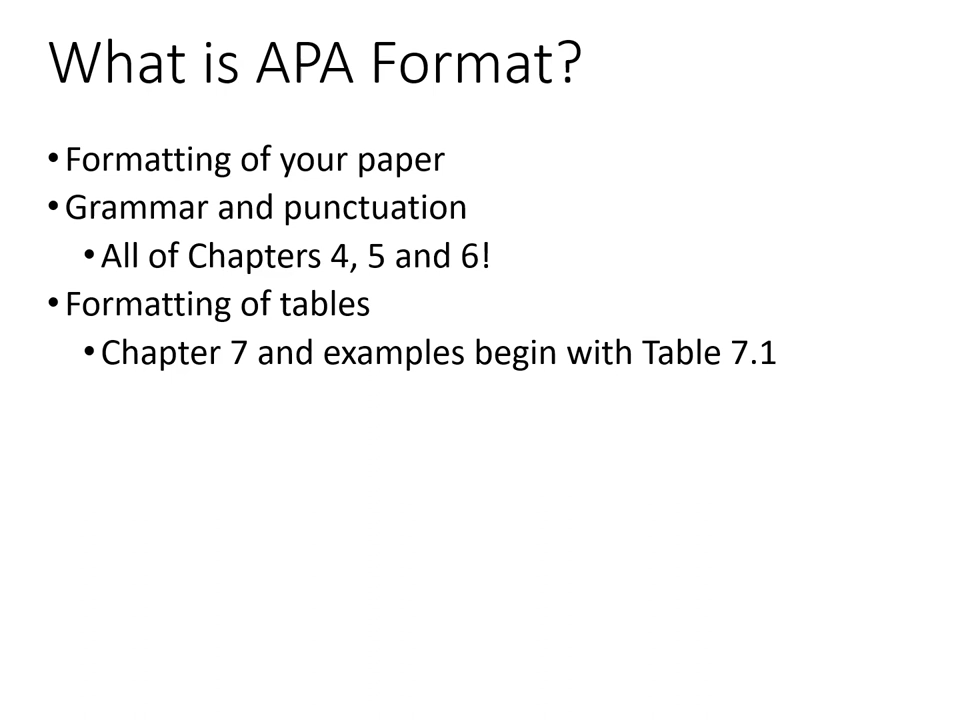 What is APA Format?
• Formatting of your paper
• Grammar and punctuation
• All of Chapters 4, 5 and 6!
• Formatting of tables
• Chapter 7 and examples begin with Table 7.1